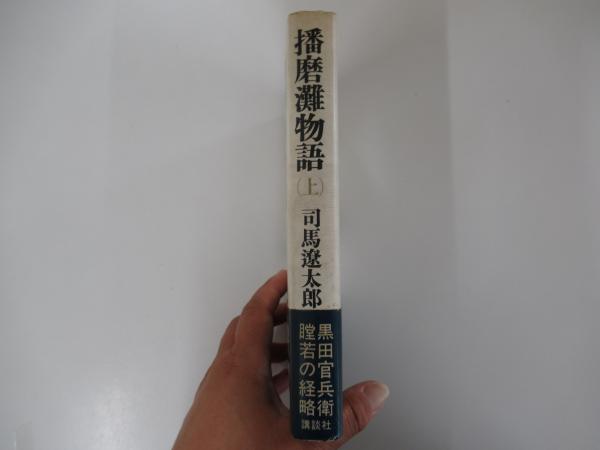 播磨灘物語(上)
司馬遼太郎
黒田官兵衛
瞠若の経略
講談社